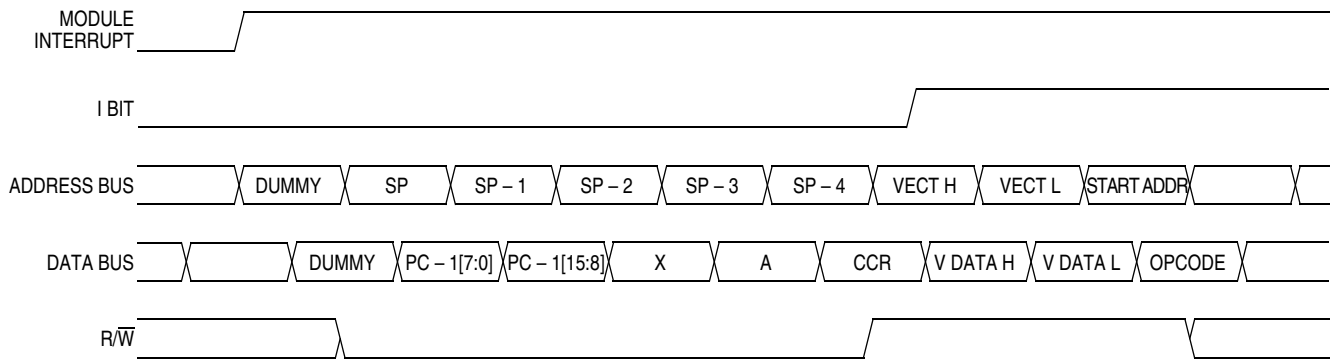 MODULE
INTERRUPT
I BIT
ADDRESS BUS DUMMY SP SP – 1 SP – 2 SP – 3 SP – 4 VECT H VECT L START ADDR
DATA BUS DUMMY PC – 1[7:0] PC – 1[15:8] X A CCR V DATA H V DATA L OPCODE
R/W̅